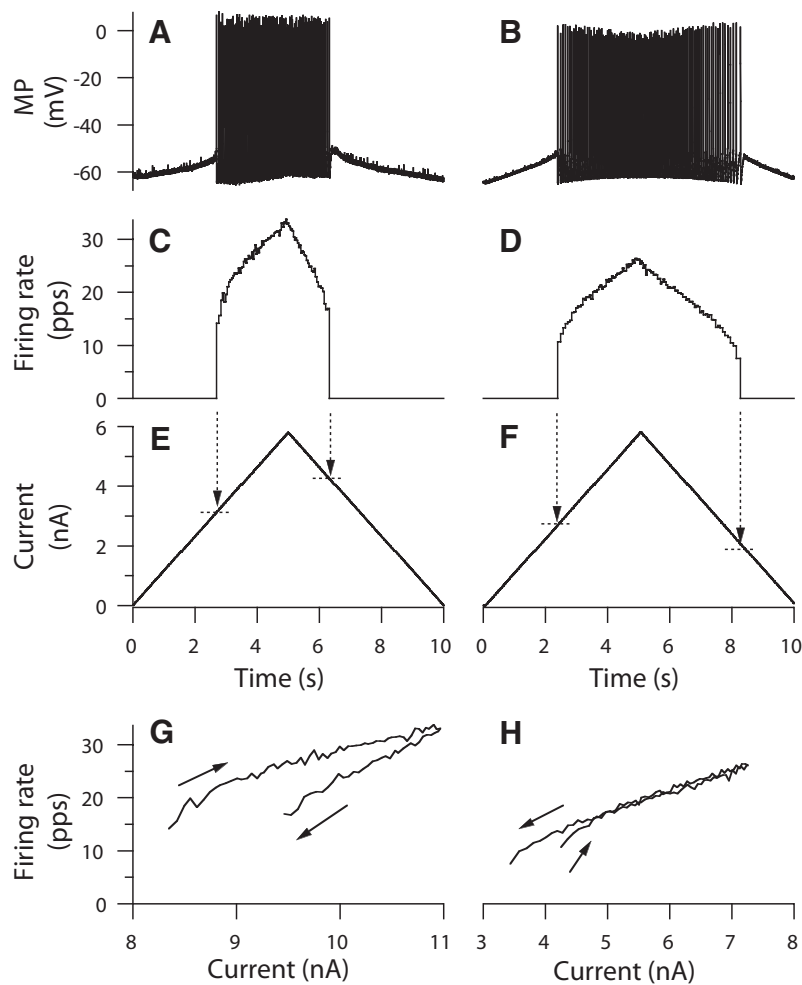 A
B
0
-20
-40
-60
MP
(mV)
C
D
30
20
10
0
Firing rate
(pps)
E
F
6
4
2
0
Current
(nA)
0 2 4 6 8 10
0 2 4 6 8 10
Time (s)
Time (s)
G
H
30
20
10
0
Firing rate
(pps)
8 9 10 11
3 4 5 6 7 8
Current (nA)
Current (nA)